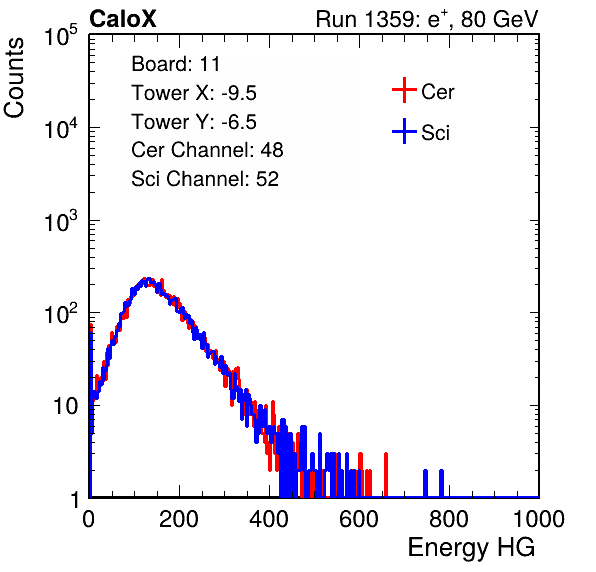 CaloX Run 1359: e⁺, 80 GeV
Counts
10⁵
10⁴
10³
10²
10
1
Board: 11
Tower X: -9.5
Tower Y: -6.5
Cer Channel: 48
Sci Channel: 52
Cer
Sci
0 200 400 600 800 1000
Energy HG